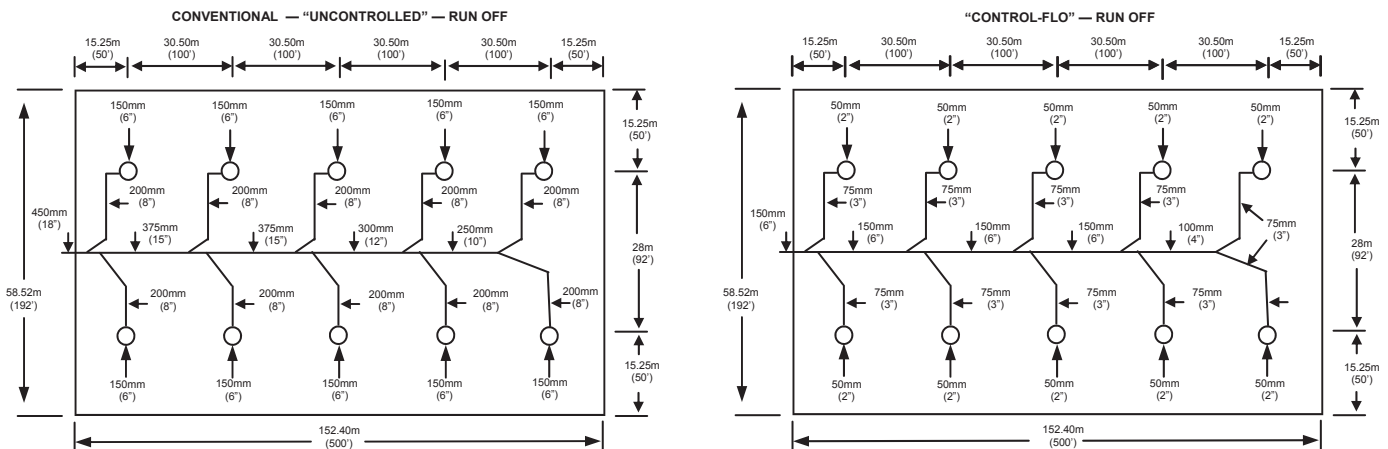 CONVENTIONAL — “UNCONTROLLED” — RUN OFF
15.25m
(50’)
30.50m
(100’)
30.50m
(100’)
30.50m
(100’)
30.50m
(100’)
15.25m
(50’)
150mm
(6”)
150mm
(6”)
150mm
(6”)
150mm
(6”)
150mm
(6”)
15.25m
(50’)
200mm
(8”)
200mm
(8”)
200mm
(8”)
200mm
(8”)
200mm
(8”)
450mm
(18”)
375mm
(15”)
375mm
(15”)
300mm
(12”)
250mm
(10”)
28m
(92’)
58.52m
(192’)
200mm
(8”)
200mm
(8”)
200mm
(8”)
200mm
(8”)
200mm
(8”)
150mm
(6”)
150mm
(6”)
150mm
(6”)
150mm
(6”)
150mm
(6”)
15.25m
(50’)
152.40m
(500’)
“CONTROL-FLO” — RUN OFF
15.25m
(50’)
30.50m
(100’)
30.50m
(100’)
30.50m
(100’)
30.50m
(100’)
15.25m
(50’)
50mm
(2”)
50mm
(2”)
50mm
(2”)
50mm
(2”)
50mm
(2”)
15.25m
(50’)
75mm
(3”)
75mm
(3”)
75mm
(3”)
75mm
(3”)
150mm
(6”)
150mm
(6”)
150mm
(6”)
150mm
(6”)
100mm
(4”)
75mm
(3”)
28m
(92’)
58.52m
(192’)
75mm
(3”)
75mm
(3”)
75mm
(3”)
75mm
(3”)
50mm
(2”)
50mm
(2”)
50mm
(2”)
50mm
(2”)
50mm
(2”)
15.25m
(50’)
152.40m
(500’)